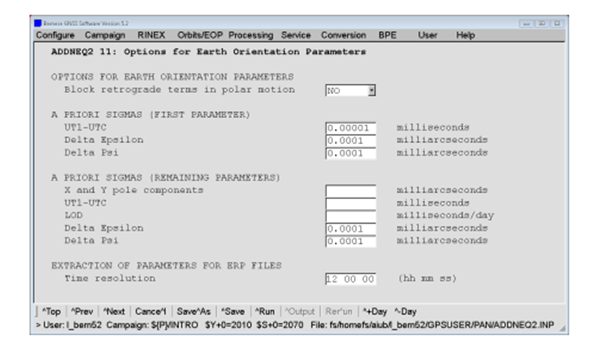 Bernese GNSS Software Version 5.2
Configure Campaign RINEX Orbits/EOP Processing Service Conversion BPE User Help
ADDNEQ2 11: Options for Earth Orientation Parameters
OPTIONS FOR EARTH ORIENTATION PARAMETERS
Block retrograde terms in polar motion NO
A PRIORI SIGMAS (FIRST PARAMETER)
UT1-UTC 0.00001 milliseconds
Delta Epsilon 0.0001 milliarcseconds
Delta Psi 0.0001 milliarcseconds
A PRIORI SIGMAS (REMAINING PARAMETERS)
X and Y pole components milliarcseconds
UT1-UTC milliseconds
LOD milliseconds/day
Delta Epsilon 0.0001 milliarcseconds
Delta Psi 0.0001 milliarcseconds
EXTRACTION OF PARAMETERS FOR ERP FILES
Time resolution 12 00 00 (hh mm ss)
^Top ^Prev ^Next Cance^l Save^As ^Save ^Run ^Output Rer^un ^+Day ^-Day
> User: l_bern52 Campaign: ${P}/INTRO $Y+0=2010 $S+0=2070 File: fs/homefs/aiub/l_bern52/GPSUSER/PAN/ADDNEQ2.INP